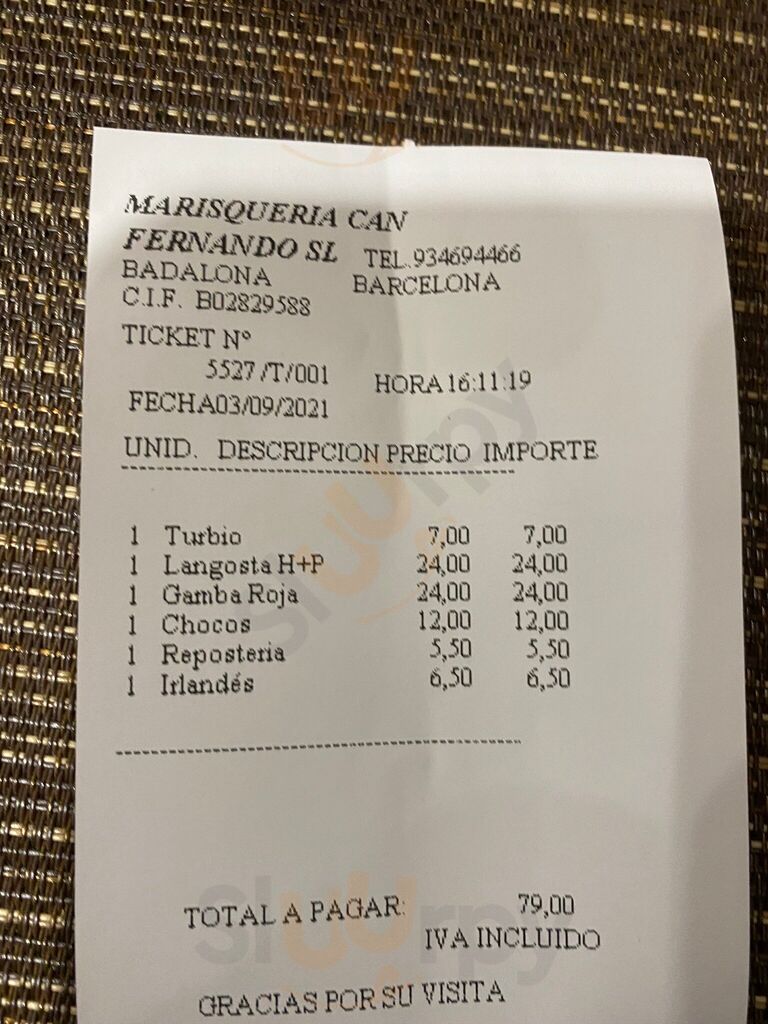 MARISQUERIA CAN
FERNANDO SL TEL.934694466
BADALONA BARCELONA
C.I.F. B02829588
TICKET Nº
5527/T/001 HORA16:11:19
FECHA03/09/2021
UNID. DESCRIPCION PRECIO IMPORTE
1 Turbio 7,00 7,00
1 Langosta H+P 24,00 24,00
1 Gamba Roja 24,00 24,00
1 Chocos 12,00 12,00
1 Reposteria 5,50 5,50
1 Irlandés 6,50 6,50
TOTAL A PAGAR: 79,00
IVA INCLUIDO
GRACIAS POR SU VISITA
sluurpy
sluurpy